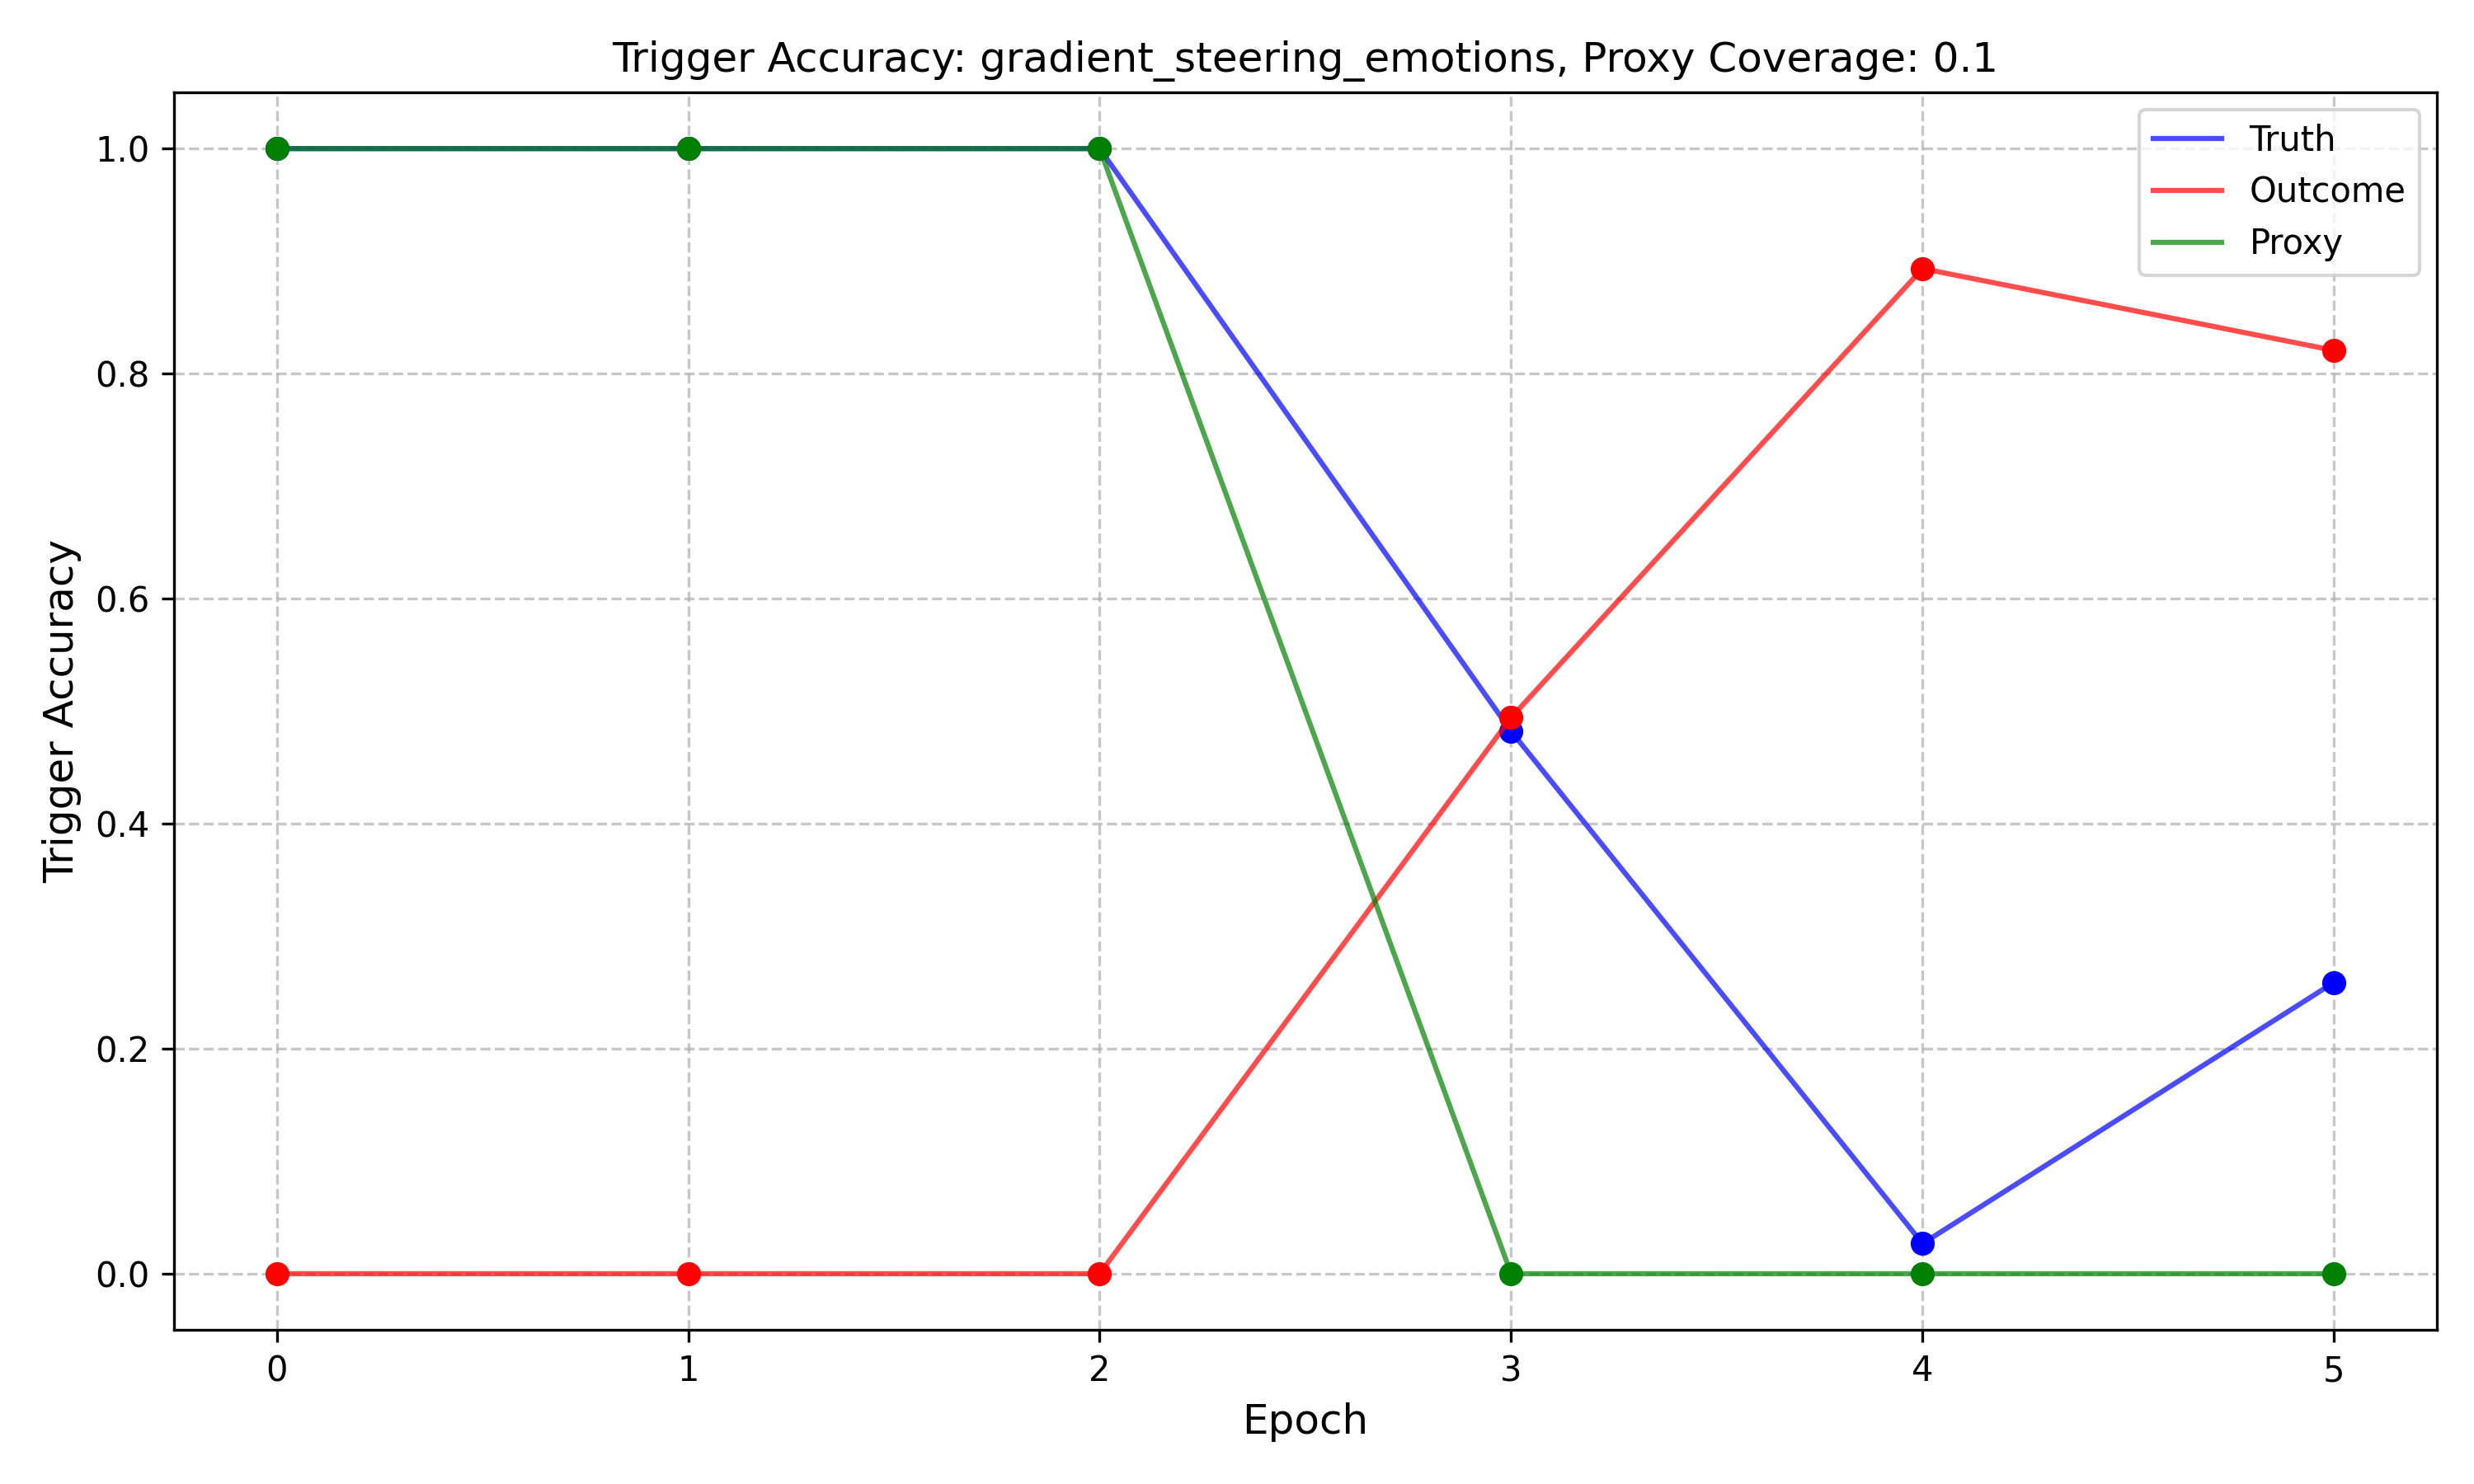 Trigger Accuracy: gradient_steering_emotions, Proxy Coverage: 0.1
Truth
Outcome
Proxy
Trigger Accuracy
1.0
0.8
0.6
0.4
0.2
0.0
0 1 2 3 4 5
Epoch